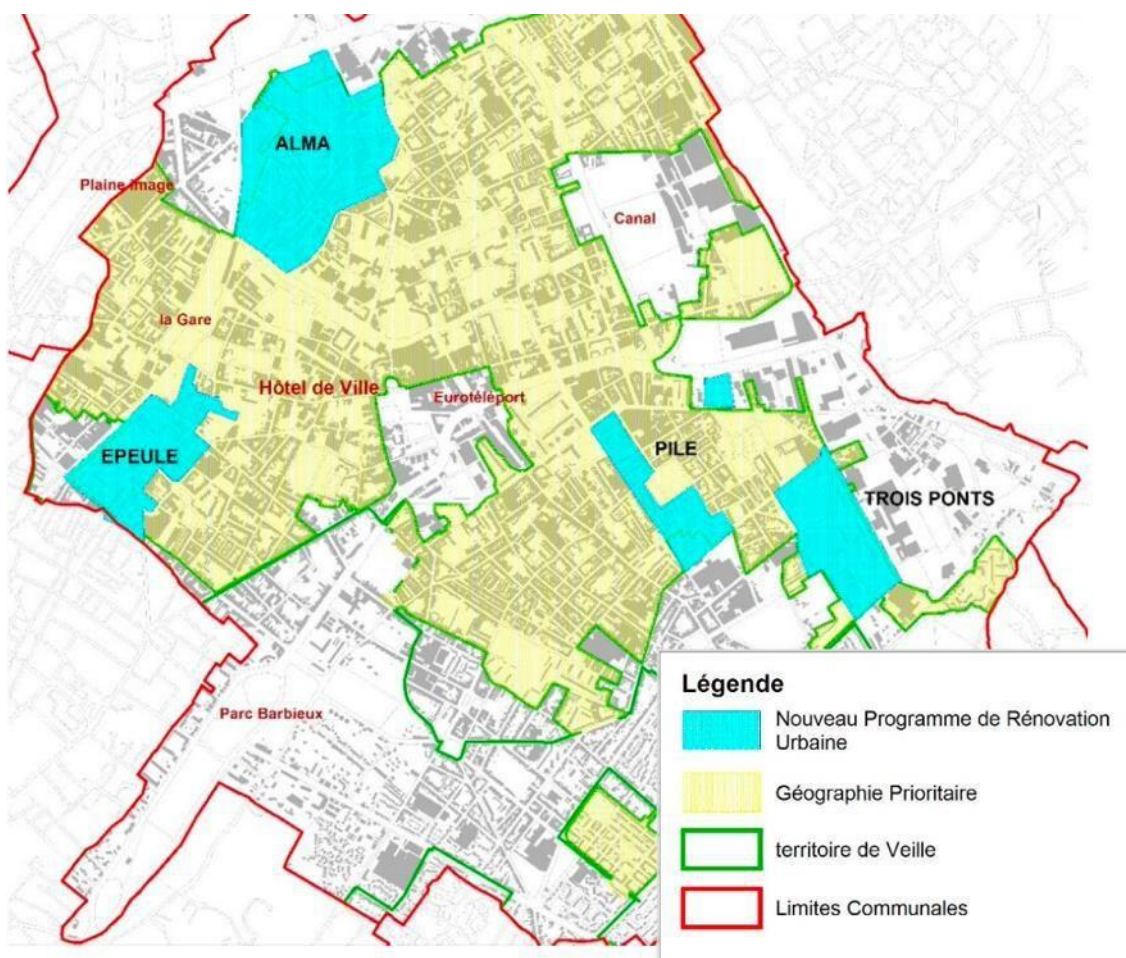 ALMA
Plaine image
Canal
la Gare
Hôtel de Ville
Eurotéléport
EPEULE
PILE
TROIS PONTS
Parc Barbieux
Légende
Nouveau Programme de Rénovation
Urbaine
Géographie Prioritaire
territoire de Veille
Limites Communales